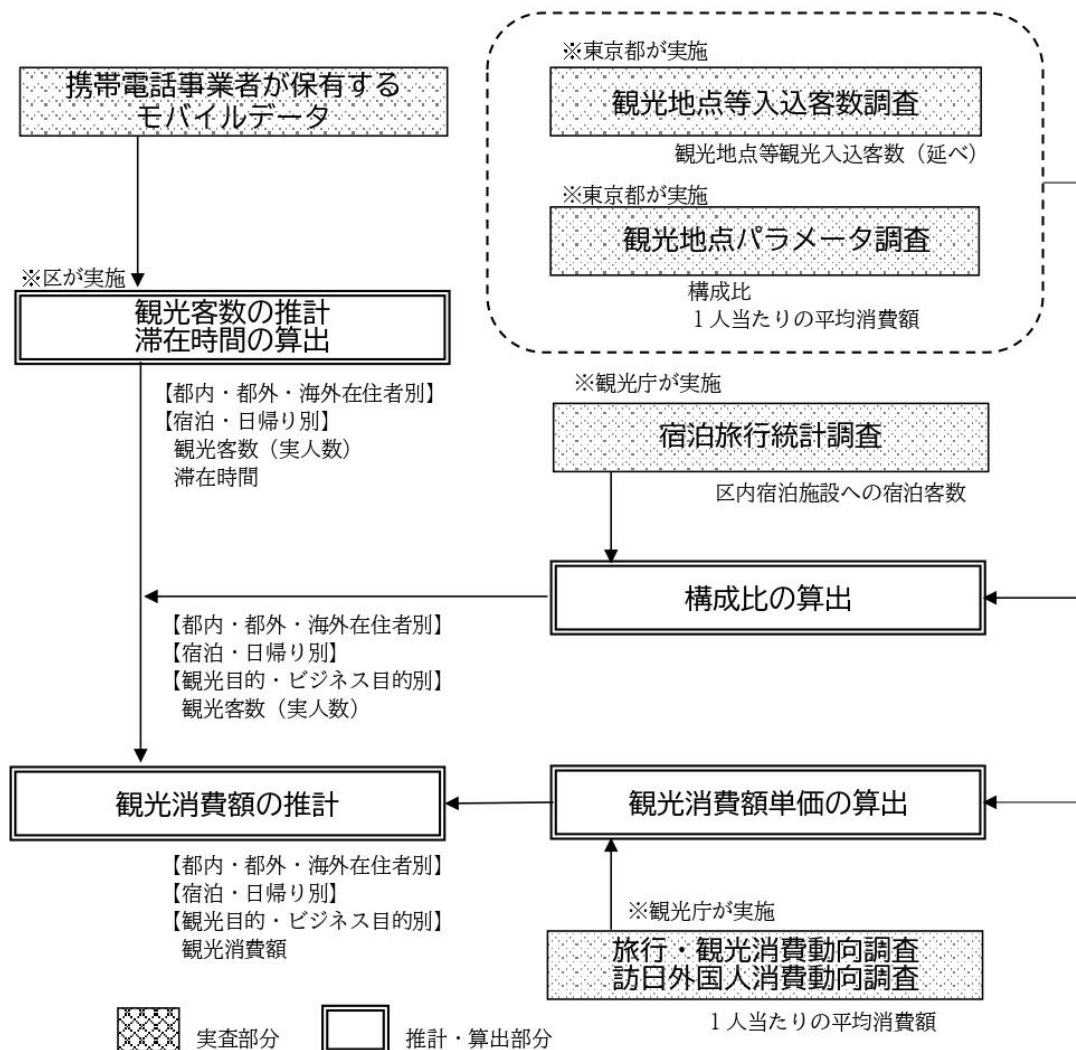 携帯電話事業者が保有する
モバイルデータ
※東京都が実施
観光地点等入込客数調査
観光地点等観光入込客数（延べ）
※東京都が実施
観光地点パラメータ調査
構成比
１人当たりの平均消費額
※区が実施
観光客数の推計
滞在時間の算出
【都内・都外・海外在住者別】
【宿泊・日帰り別】
観光客数（実人数）
滞在時間
※観光庁が実施
宿泊旅行統計調査
区内宿泊施設への宿泊客数
構成比の算出
【都内・都外・海外在住者別】
【宿泊・日帰り別】
【観光目的・ビジネス目的別】
観光客数（実人数）
観光消費額の推計
観光消費額単価の算出
【都内・都外・海外在住者別】
【宿泊・日帰り別】
【観光目的・ビジネス目的別】
観光消費額
※観光庁が実施
旅行・観光消費動向調査
訪日外国人消費動向調査
１人当たりの平均消費額
実査部分
推計・算出部分